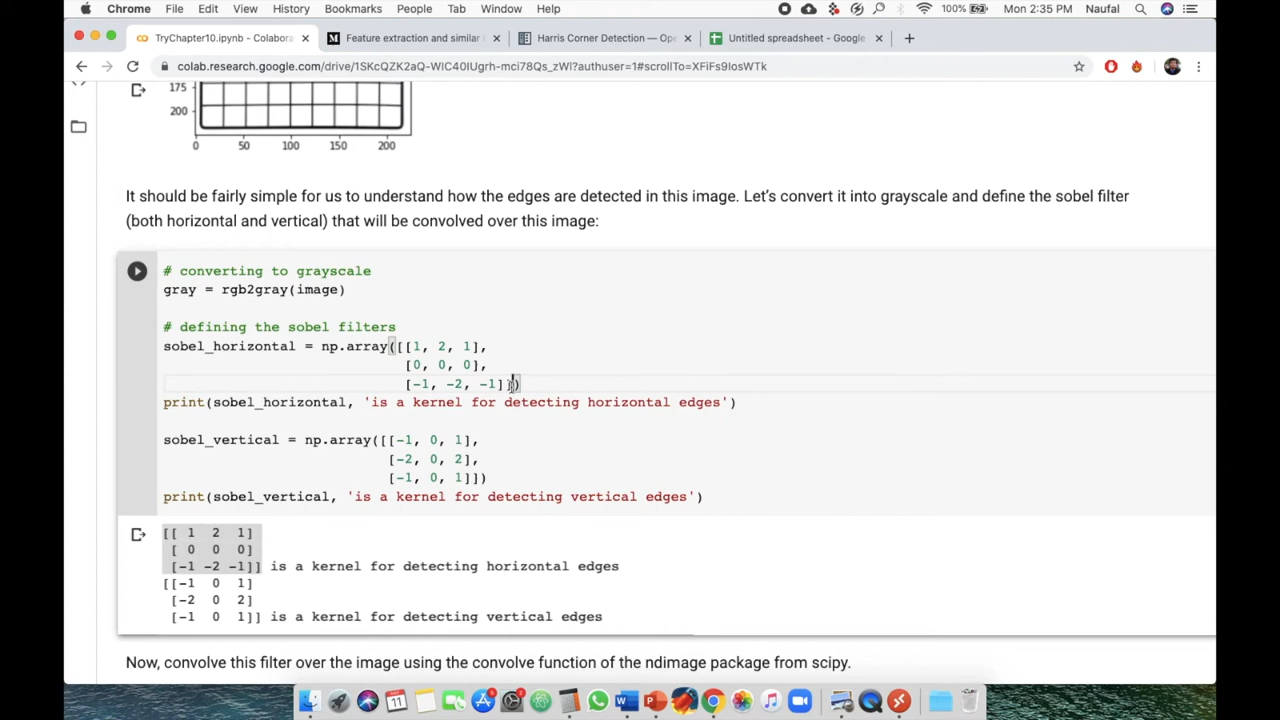 Chrome File Edit View History Bookmarks People Tab Window Help 100% Mon 2:35 PM Naufal
TryChapter10.ipynb - Colabora Feature extraction and similar i Harris Corner Detection — Ope Untitled spreadsheet - Google
colab.research.google.com/drive/1SKcQZK2aQ-WlC40IUgrh-mci78Qs_zWl?authuser=1#scrollTo=XFiFs9IosWTk
175
200
0 50 100 150 200
It should be fairly simple for us to understand how the edges are detected in this image. Let’s convert it into grayscale and define the sobel filter
(both horizontal and vertical) that will be convolved over this image:
# converting to grayscale
gray = rgb2gray(image)
# defining the sobel filters
sobel_horizontal = np.array([[1, 2, 1],
[0, 0, 0],
[-1, -2, -1]])
print(sobel_horizontal, 'is a kernel for detecting horizontal edges')
sobel_vertical = np.array([[-1, 0, 1],
[-2, 0, 2],
[-1, 0, 1]])
print(sobel_vertical, 'is a kernel for detecting vertical edges')
[[ 1 2 1]
[ 0 0 0]
[-1 -2 -1]] is a kernel for detecting horizontal edges
[[-1 0 1]
[-2 0 2]
[-1 0 1]] is a kernel for detecting vertical edges
Now, convolve this filter over the image using the convolve function of the ndimage package from scipy.
11